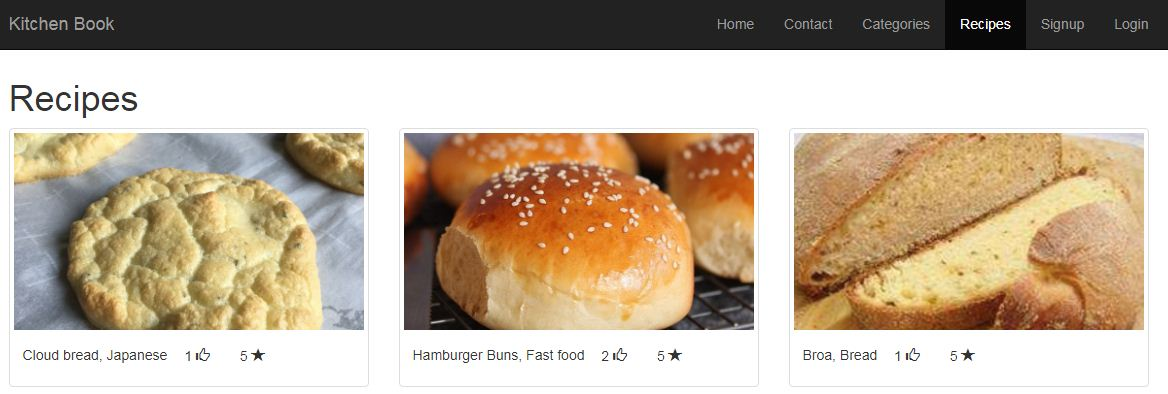 Kitchen Book Home Contact Categories Recipes Signup Login
Recipes
Cloud bread, Japanese 1 5
Hamburger Buns, Fast food 2 5
Broa, Bread 1 5